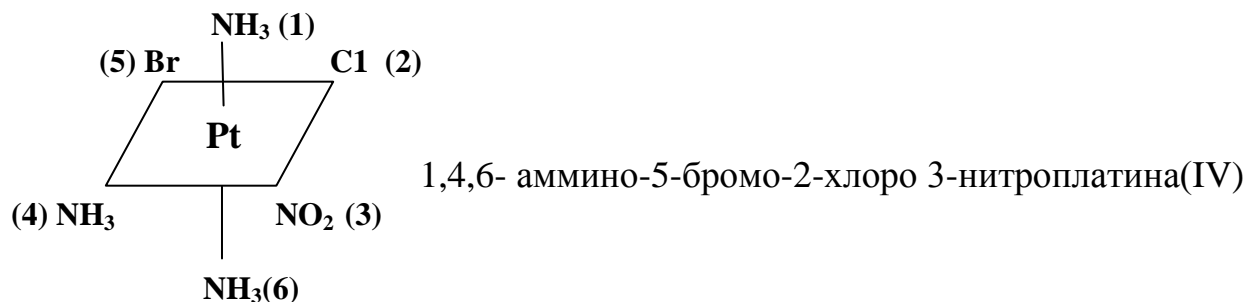 NH₃ (1)
(5) Br C1 (2)
Pt
1,4,6- аммино-5-бромо-2-хлоро 3-нитроплатина(IV)
(4) NH₃ NO₂ (3)
NH₃(6)